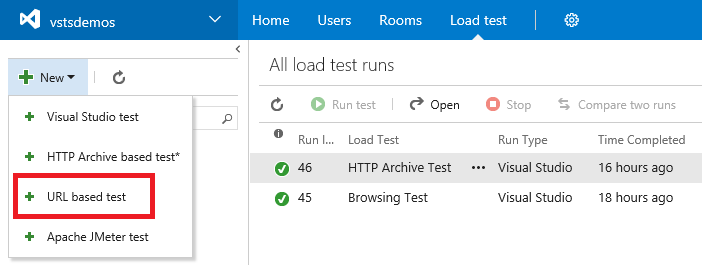 vstsdemos
Home Users Rooms Load test
New
Visual Studio test
HTTP Archive based test*
URL based test
Apache JMeter test
All load test runs
Run test Open Stop Compare two runs
Run I... Load Test Run Type Time Completed
46 HTTP Archive Test ••• Visual Studio 16 hours ago
45 Browsing Test Visual Studio 18 hours ago